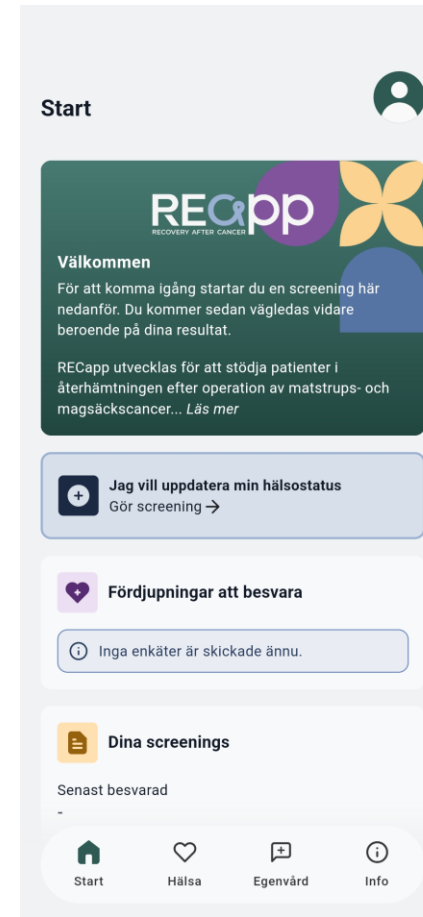 Start
RECapp
RECOVERY AFTER CANCER
Välkommen
För att komma igång startar du en screening här
nedanför. Du kommer sedan vägledas vidare
beroende på dina resultat.
RECapp utvecklas för att stödja patienter i
återhämtningen efter operation av matstrups- och
magsäckscancer... Läs mer
Jag vill uppdatera min hälsostatus
Gör screening →
Fördjupningar att besvara
Inga enkäter är skickade ännu.
Dina screenings
Senast besvarad
-
Start
Hälsa
Egenvård
Info